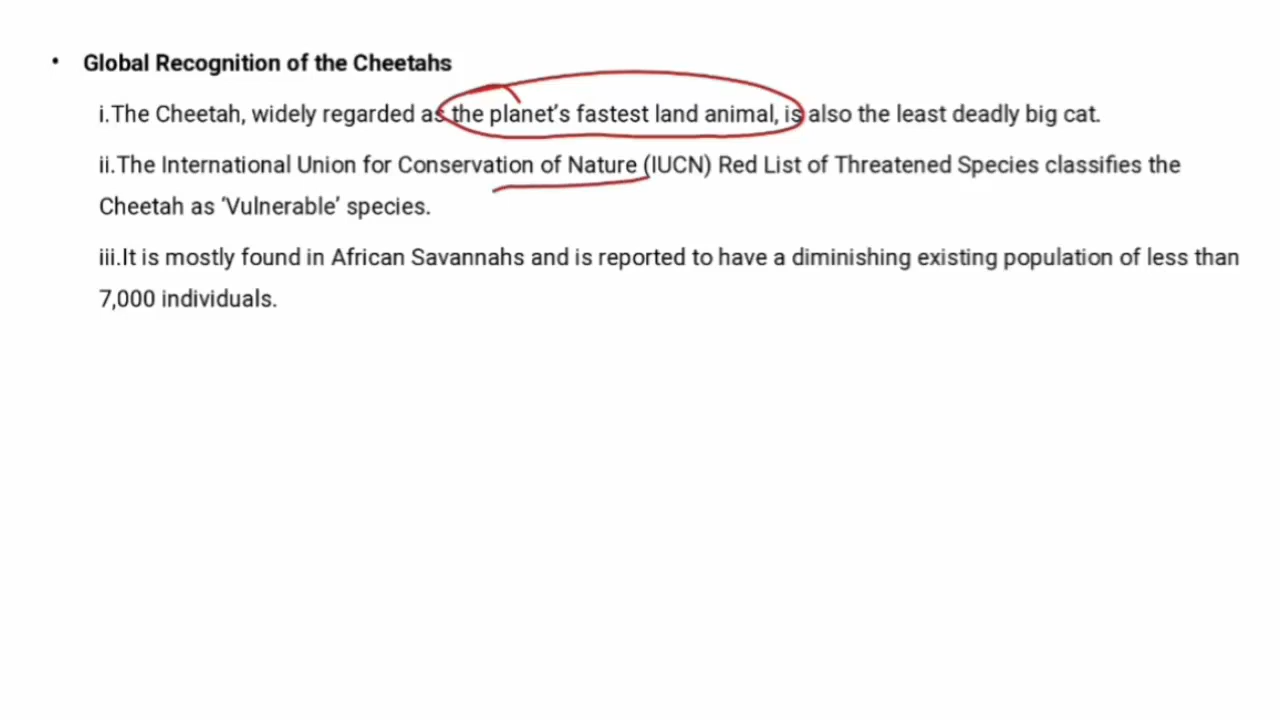 • Global Recognition of the Cheetahs
i.The Cheetah, widely regarded as the planet's fastest land animal, is also the least deadly big cat.
ii.The International Union for Conservation of Nature (IUCN) Red List of Threatened Species classifies the
Cheetah as ‘Vulnerable’ species.
iii.It is mostly found in African Savannahs and is reported to have a diminishing existing population of less than
7,000 individuals.